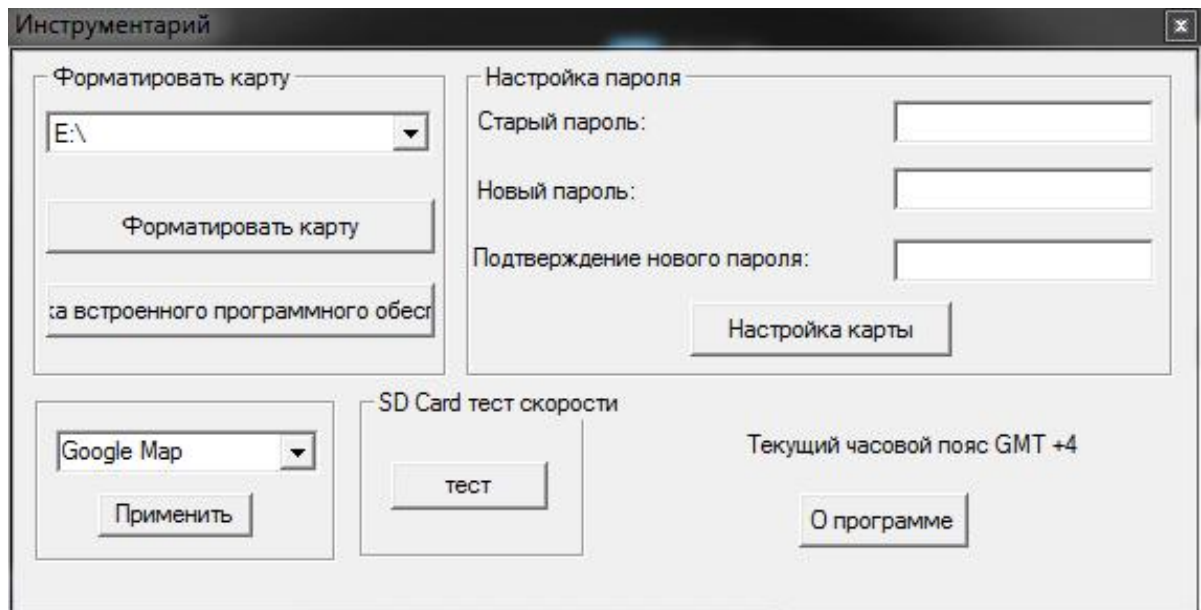 Инструментарий
Форматировать карту
E:\
Форматировать карту
ка встроенного программного обесп
Настройка пароля
Старый пароль:
Новый пароль:
Подтверждение нового пароля:
Настройка карты
Google Map
Применить
SD Card тест скорости
тест
Текущий часовой пояс GMT +4
О программе